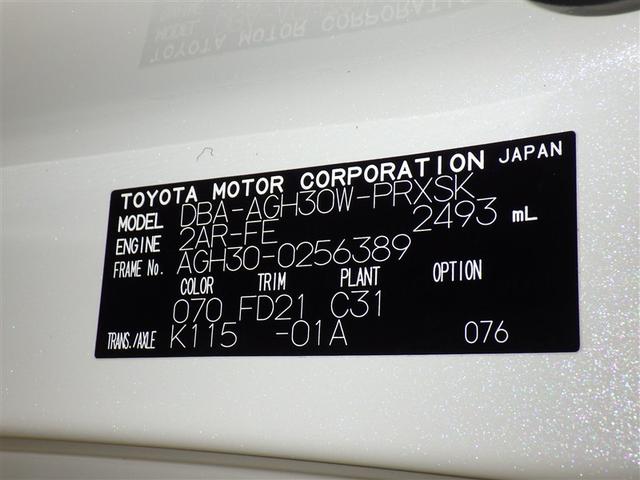 TOYOTA MOTOR CORPORATION JAPAN
MODEL DBA-AGH30W-PRXSK
ENGINE 2AR-FE 2493 mL
FRAME No. AGH30-0256389
COLOR TRIM PLANT OPTION
070 FD21 C31
TRANS./AXLE K115 -01A 076